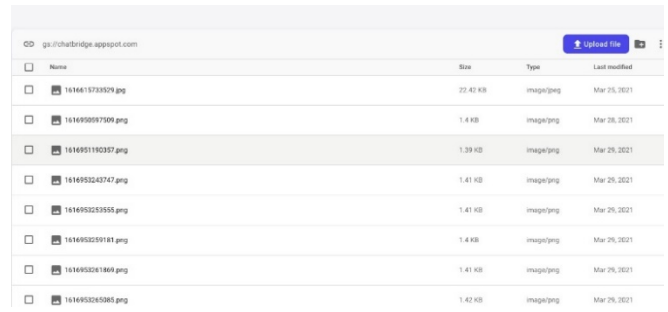 gs://chatbridge.appspot.com Upload file
Name Size Type Last modified
1616615733529.jpg 22.42 KB image/jpeg Mar 25, 2021
1616950597509.png 1.4 KB image/png Mar 28, 2021
1616951190357.png 1.39 KB image/png Mar 29, 2021
1616953243747.png 1.41 KB image/png Mar 29, 2021
1616953253555.png 1.41 KB image/png Mar 29, 2021
1616953259181.png 1.4 KB image/png Mar 29, 2021
1616953261869.png 1.41 KB image/png Mar 29, 2021
1616953265085.png 1.42 KB image/png Mar 29, 2021